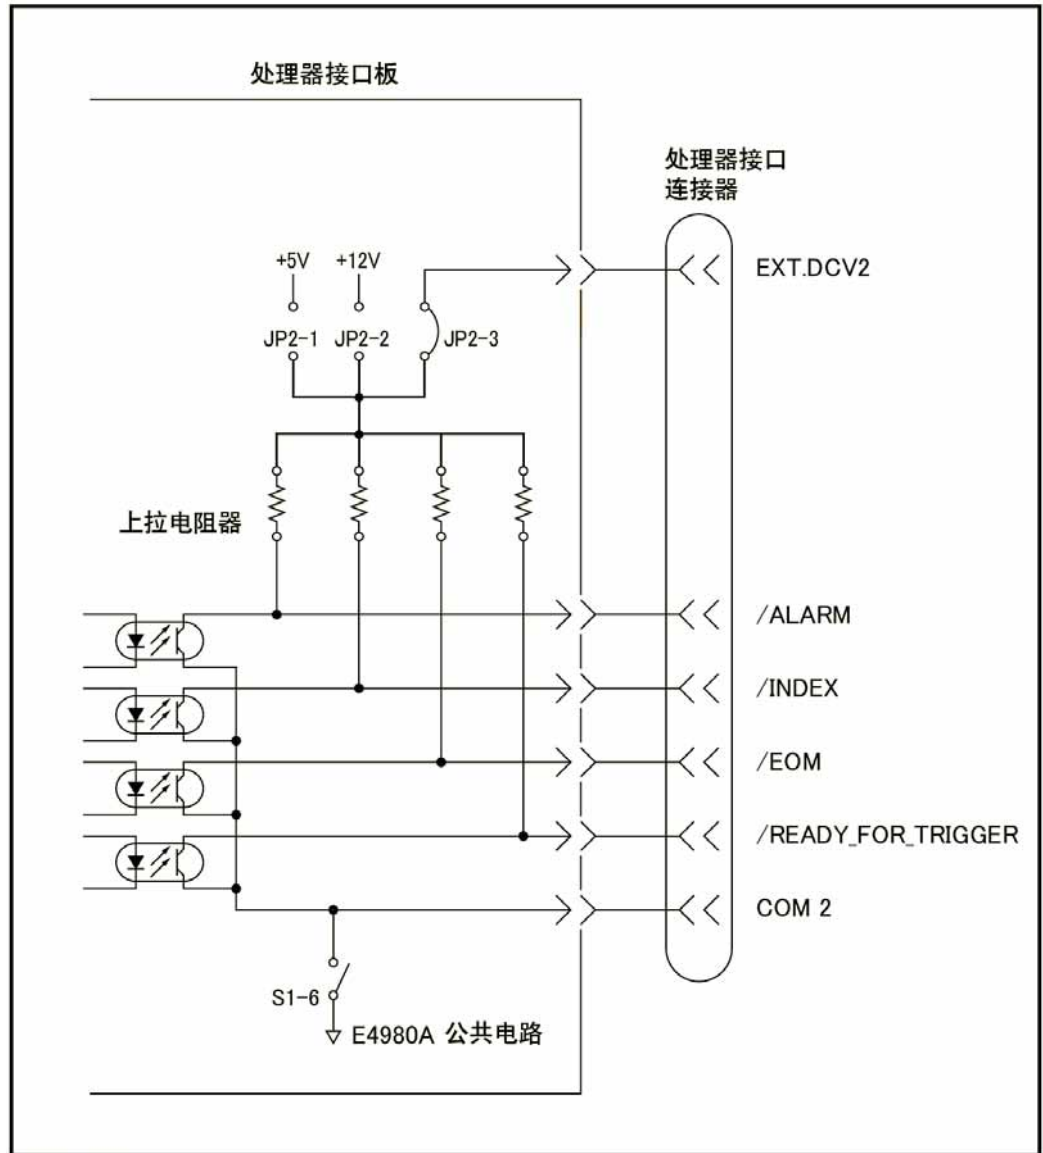 处理器接口板
处理器接口
连接器
+5V
+12V
EXT.DCV2
JP2-1
JP2-2
JP2-3
上拉电阻器
/ALARM
/INDEX
/EOM
/READY_FOR_TRIGGER
COM 2
S1-6
E4980A 公共电路